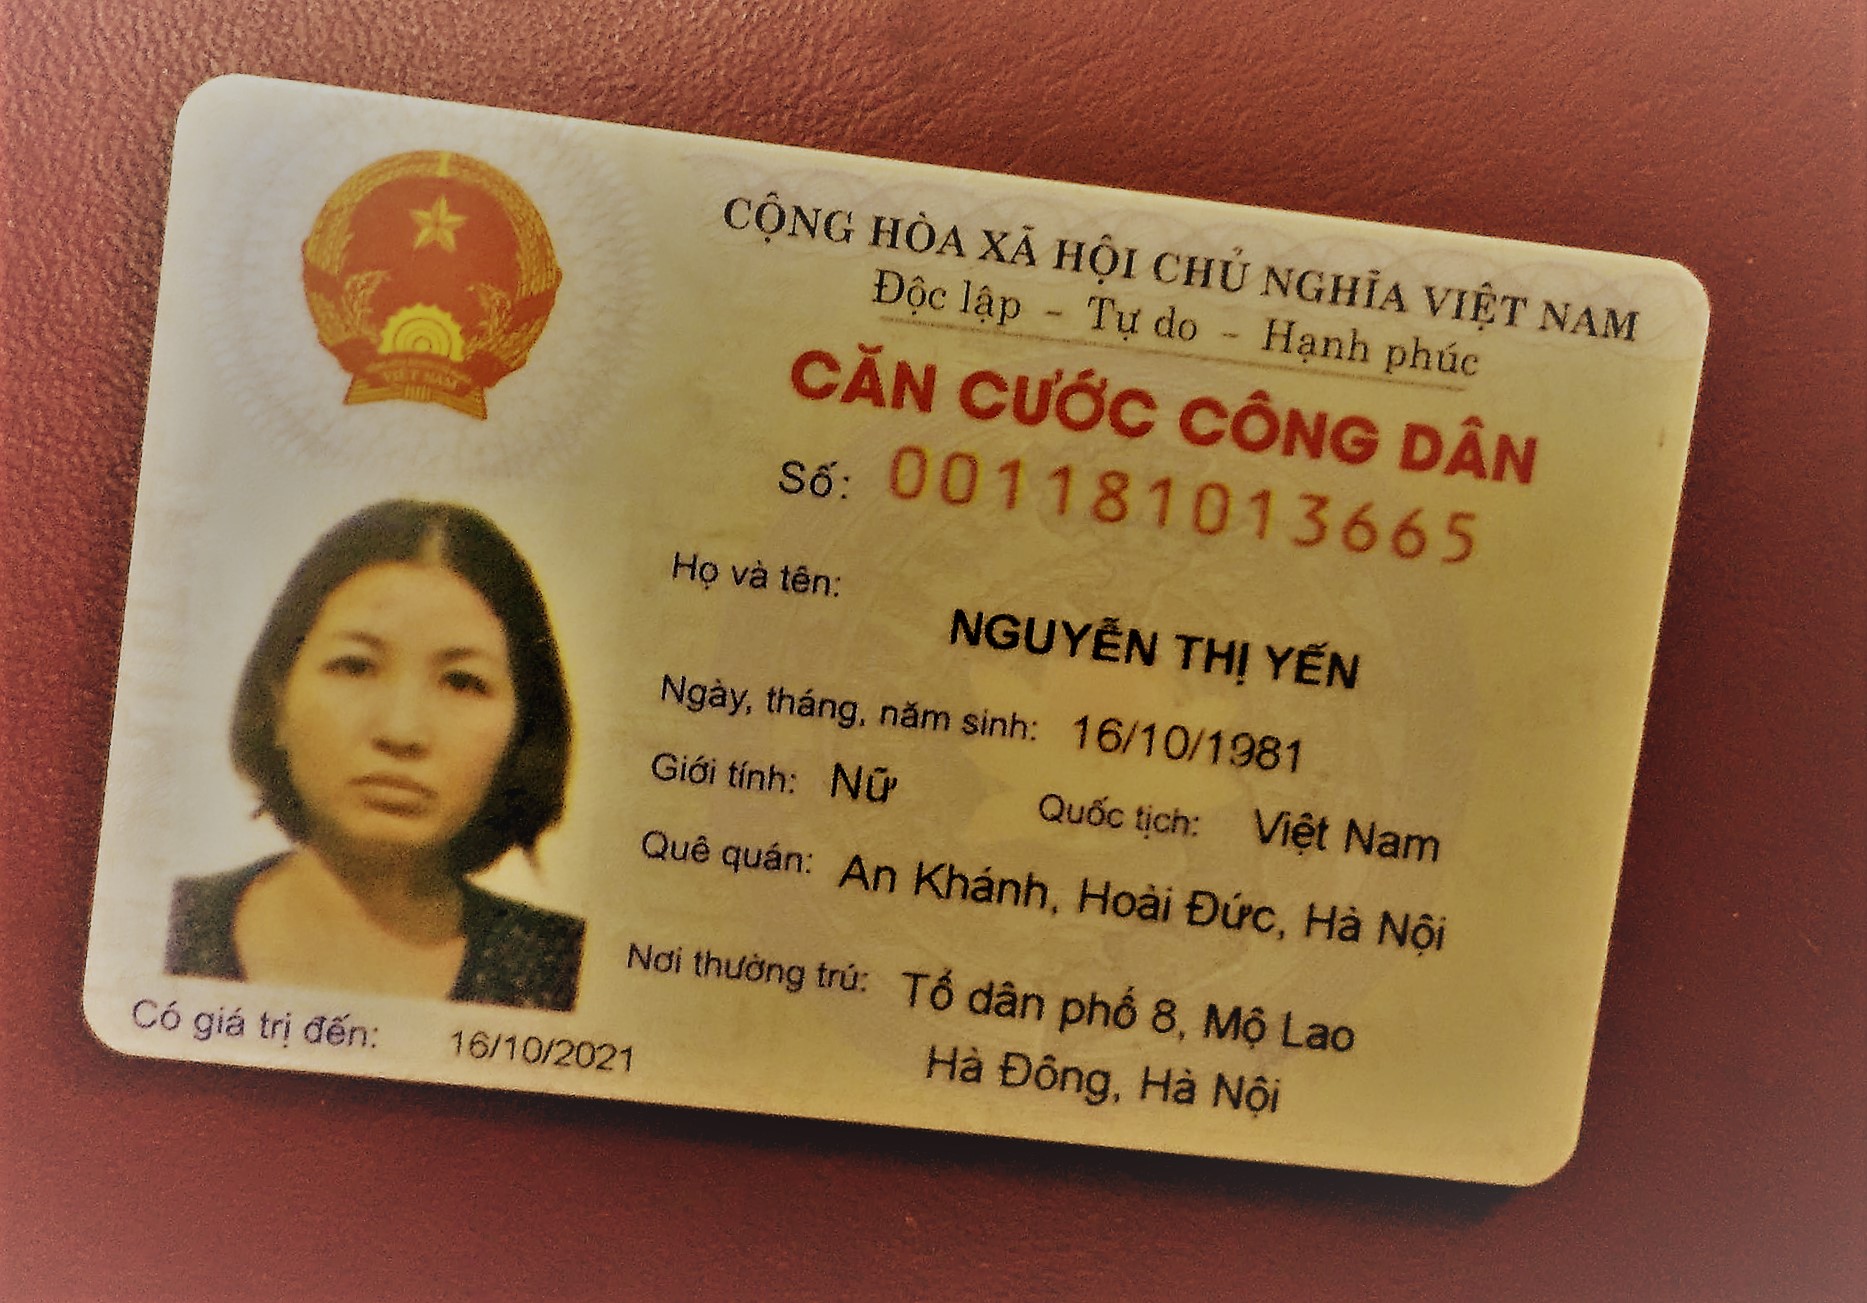 VIỆT NAM
CỘNG HÒA XÃ HỘI CHỦ NGHĨA VIỆT NAM
Độc lập - Tự do - Hạnh phúc
CĂN CƯỚC CÔNG DÂN
Số: 001181013665
Họ và tên:
NGUYỄN THỊ YẾN
Ngày, tháng, năm sinh: 16/10/1981
Giới tính: Nữ Quốc tịch: Việt Nam
Quê quán: An Khánh, Hoài Đức, Hà Nội
Nơi thường trú: Tổ dân phố 8, Mộ Lao
Hà Đông, Hà Nội
Có giá trị đến: 16/10/2021